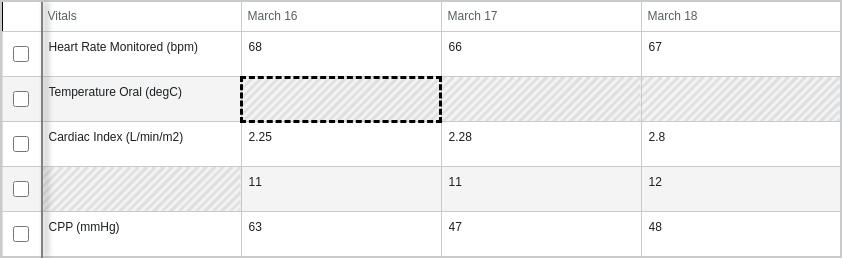 Vitals March 16 March 17 March 18
Heart Rate Monitored (bpm) 68 66 67
Temperature Oral (degC)
Cardiac Index (L/min/m2) 2.25 2.28 2.8
11 11 12
CPP (mmHg) 63 47 48